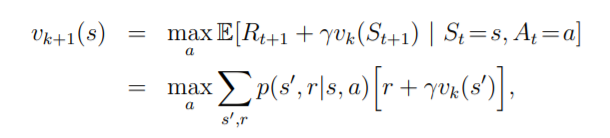 v_{k+1}(s) = max_a 𝔼[R_{t+1} + γv_k(S_{t+1}) | S_t=s, A_t=a]
= max_a ∑_{s′,r} p(s′, r|s, a)[r + γv_k(s′)],